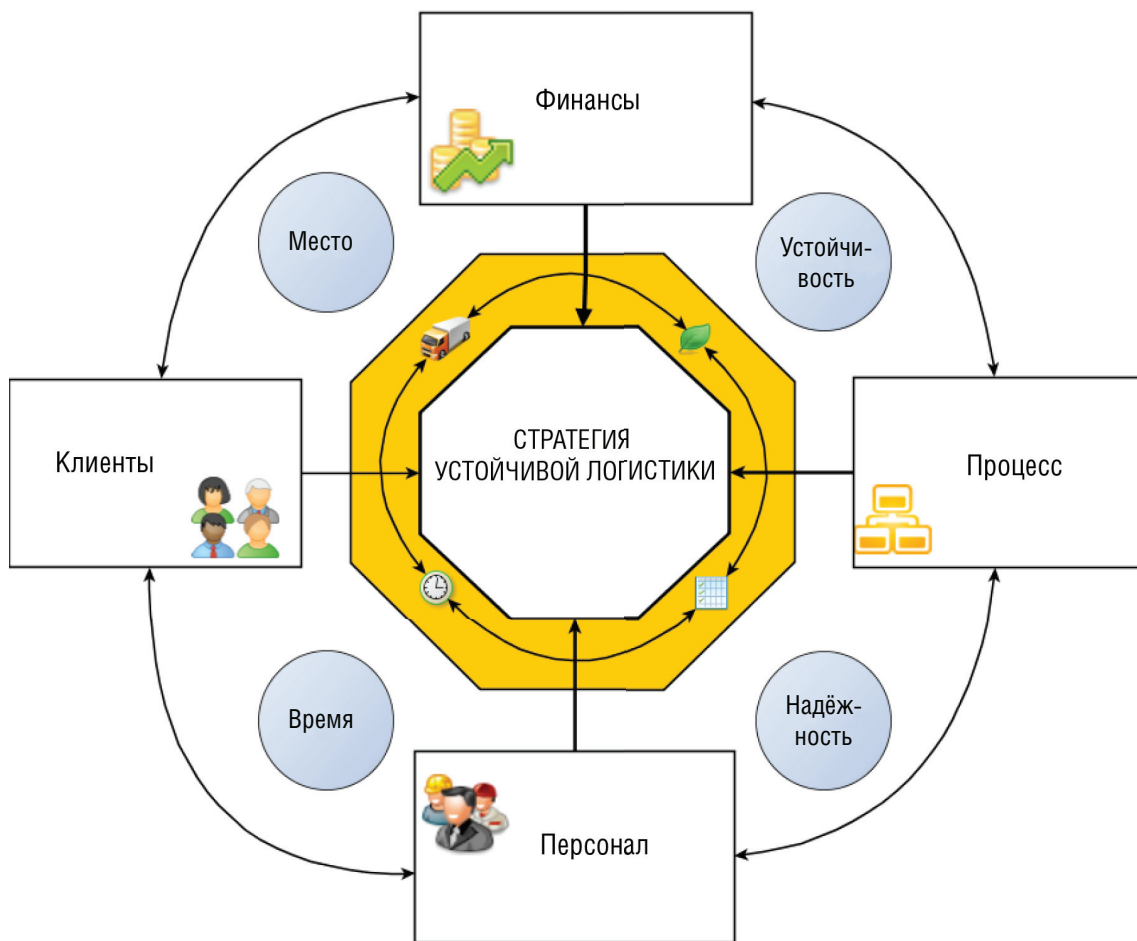 Финансы
Место
Устойчи-
вость
Клиенты
СТРАТЕГИЯ
УСТОЙЧИВОЙ ЛОГИСТИКИ
Процесс
Время
Надёж-
ность
Персонал